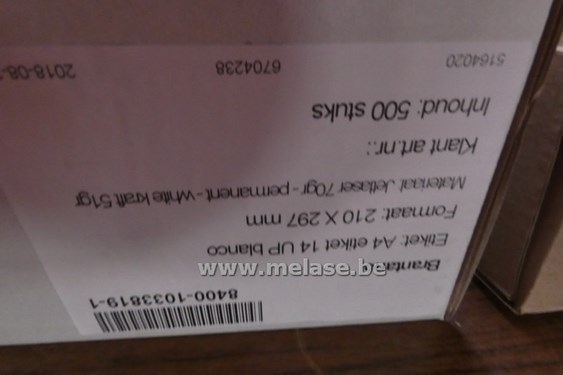 8400-1033819-1
Etiket: A4 etiket 14 UP blanco
Formaat: 210 X 297 mm
Materiaal: Jetlaser 70gr - permanent - White kraft 51gr
Klant art.nr.:
Inhoud: 500 stuks
5164020 6704238
www.melase.be